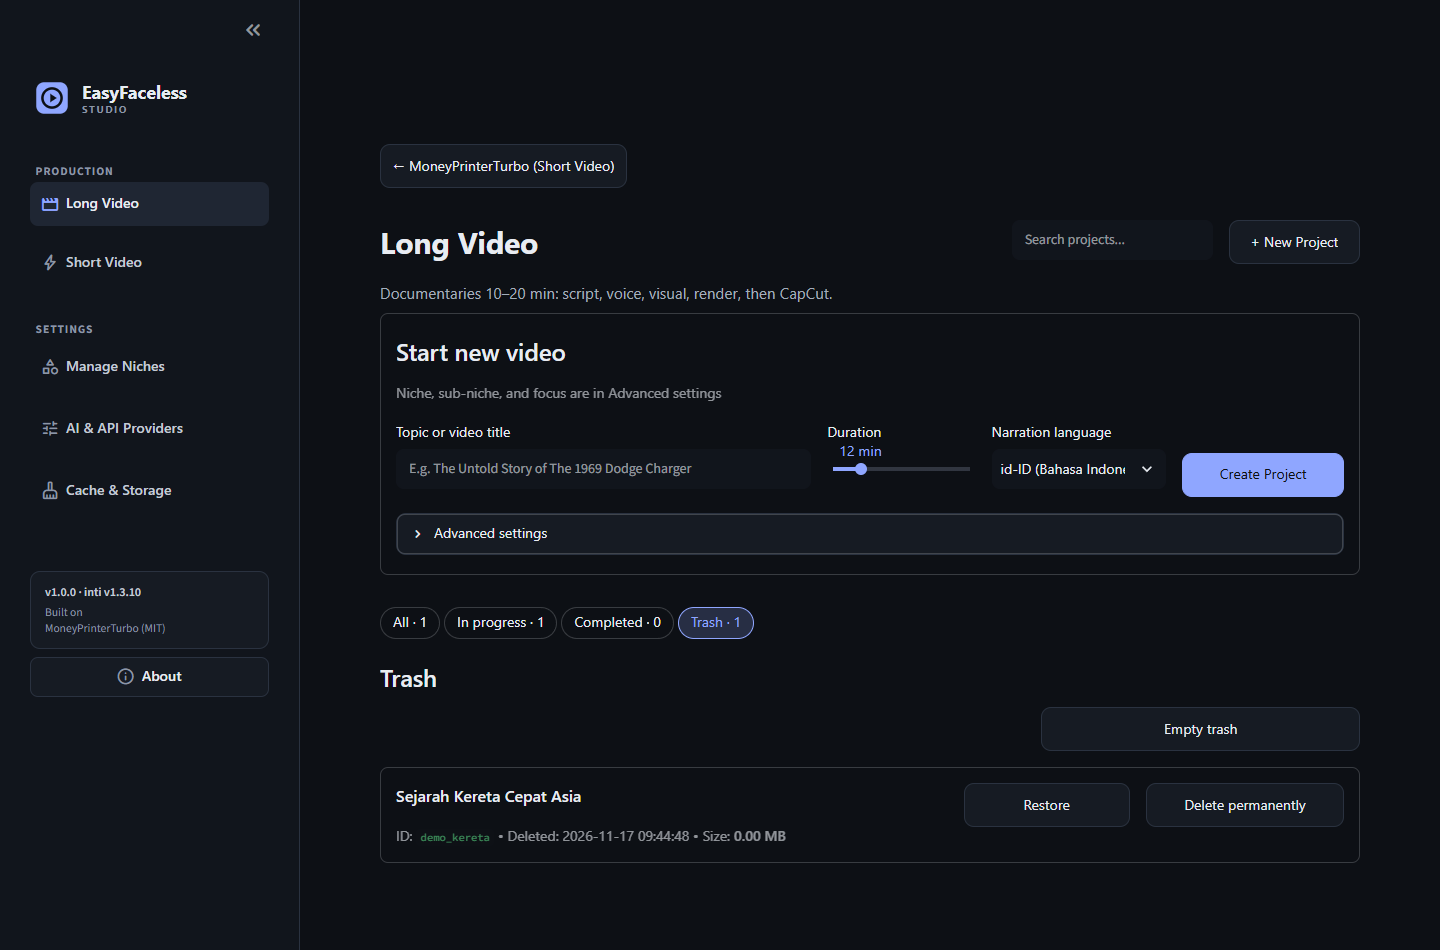 EasyFaceless
STUDIO
PRODUCTION
Long Video
Short Video
SETTINGS
Manage Niches
AI & API Providers
Cache & Storage
v1.0.0 · inti v1.3.10
Built on
MoneyPrinterTurbo (MIT)
About
← MoneyPrinterTurbo (Short Video)
Long Video
Search projects...
+ New Project
Documentaries 10–20 min: script, voice, visual, render, then CapCut.
Start new video
Niche, sub-niche, and focus are in Advanced settings
Topic or video title
E.g. The Untold Story of The 1969 Dodge Charger
Duration
12 min
Narration language
id-ID (Bahasa Indone
Create Project
Advanced settings
All · 1
In progress · 1
Completed · 0
Trash · 1
Trash
Empty trash
Sejarah Kereta Cepat Asia
ID: demo_kereta • Deleted: 2026-11-17 09:44:48 • Size: 0.00 MB
Restore
Delete permanently